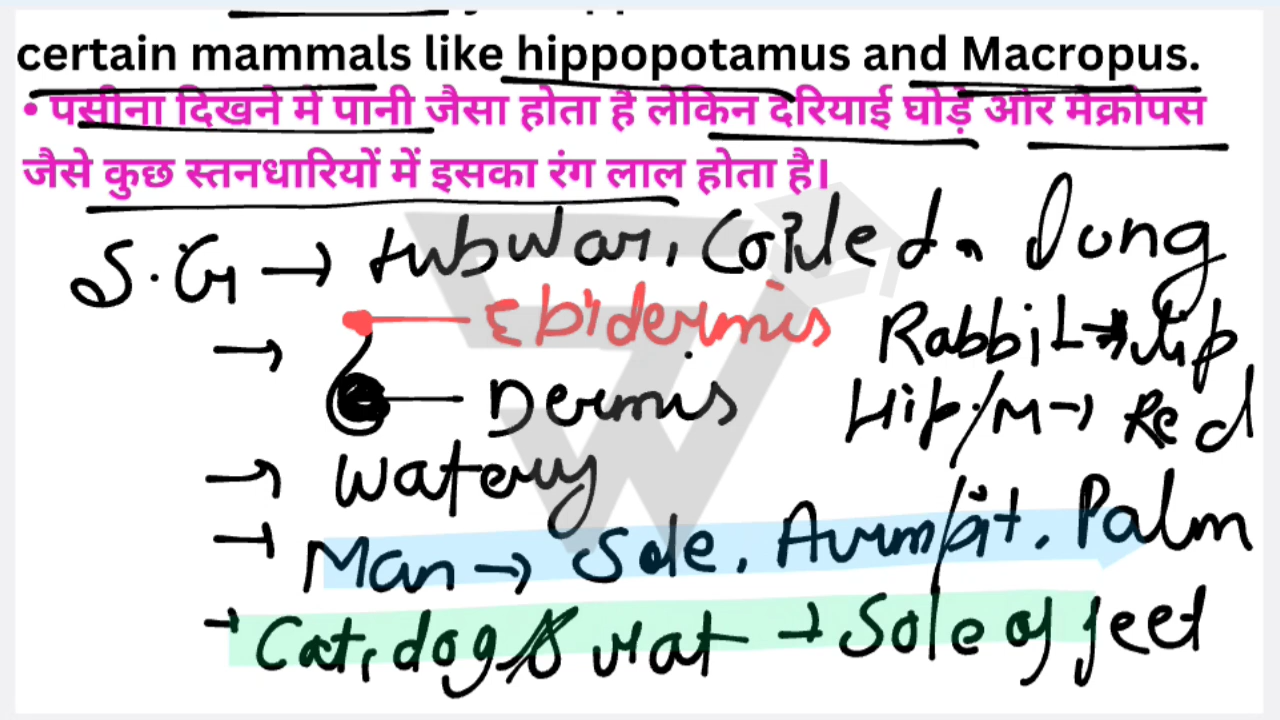 certain mammals like hippopotamus and Macropus.
• पसीना दिखने में पानी जैसा होता है लेकिन दरियाई घोड़े और मैक्रोपस
जैसे कुछ स्तनधारियों में इसका रंग लाल होता है।
S.G → tubular, Coiled, long
→ Epidermis
Rabbit → lip
Dermis
Hip/M → Red
→ Watery
→ Man → Sole, Armpit, Palm
→ Cat, dog & rat → Sole of feet